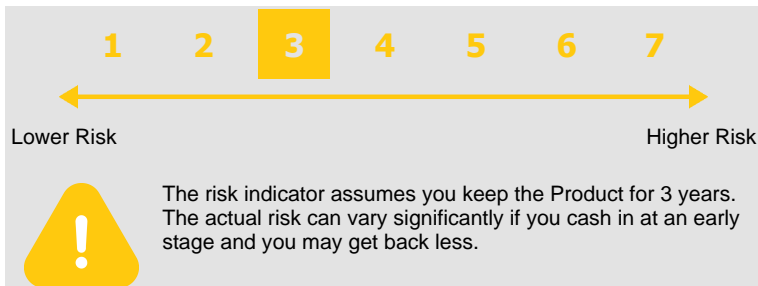 1 2 3 4 5 6 7
Lower Risk Higher Risk
The risk indicator assumes you keep the Product for 3 years.
The actual risk can vary significantly if you cash in at an early
stage and you may get back less.
!